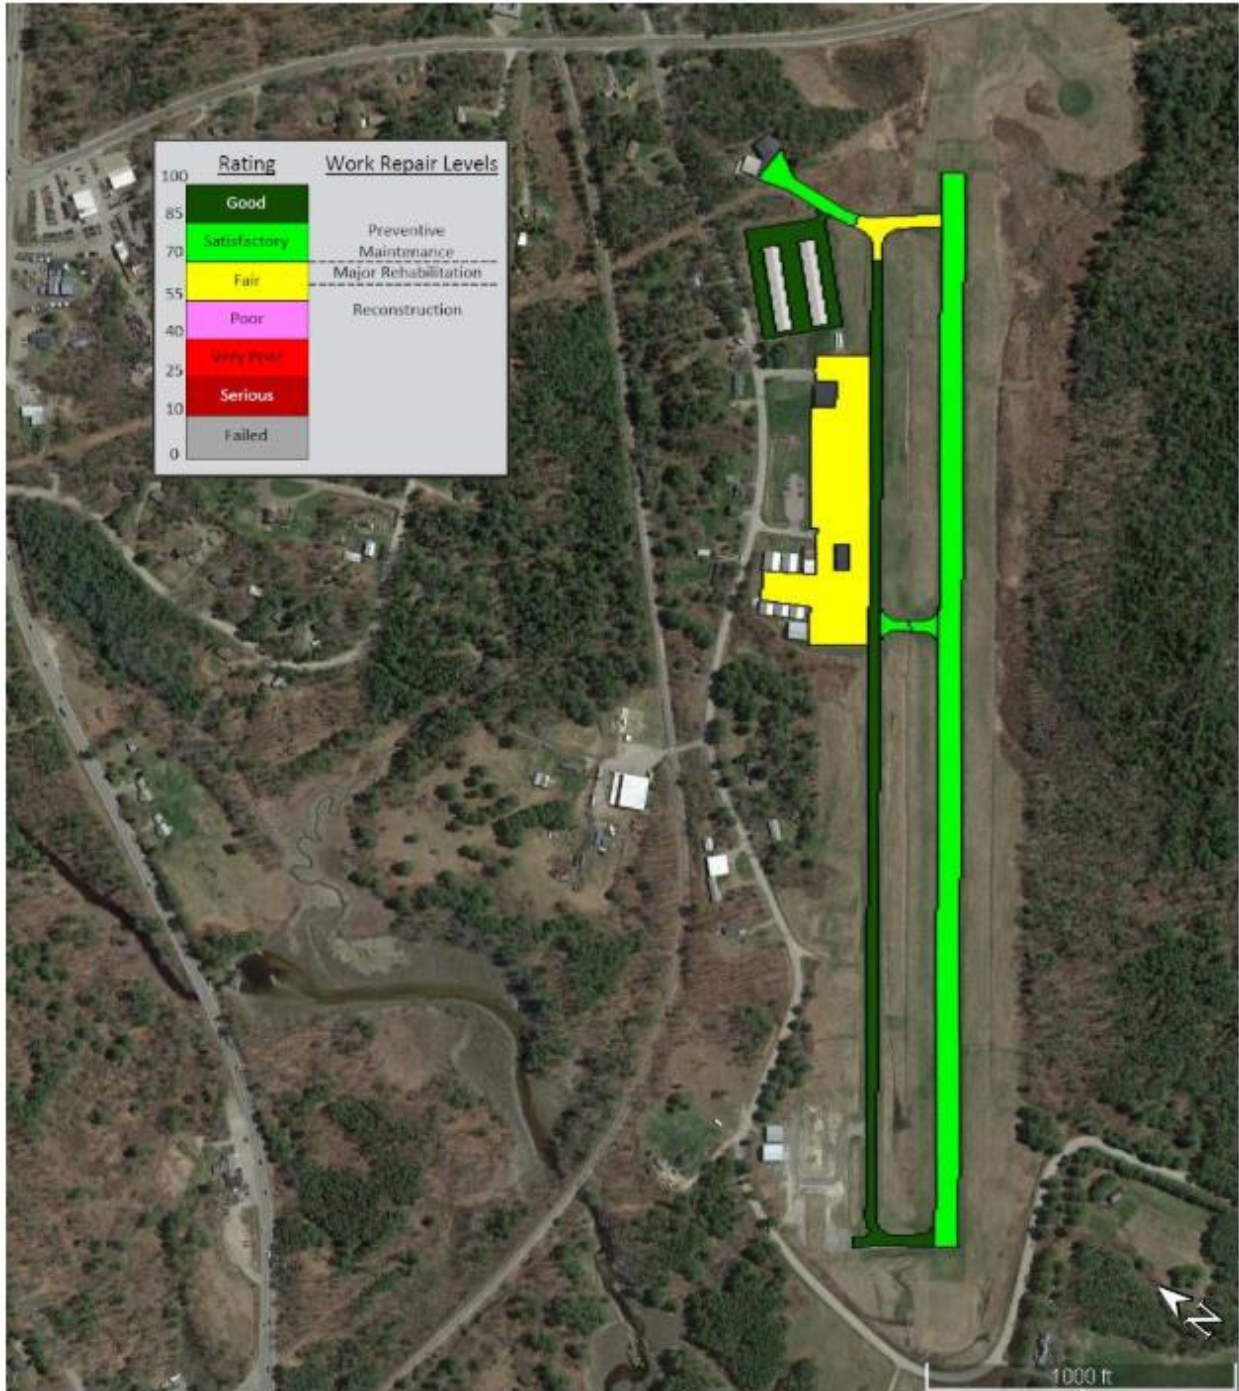 Rating Work Repair Levels
100
Good
85
Satisfactory Preventive
70 Maintenance
Fair Major Rehabilitation
55
Poor Reconstruction
40
Very Poor
25
Serious
10
Failed
0
N
1000 ft